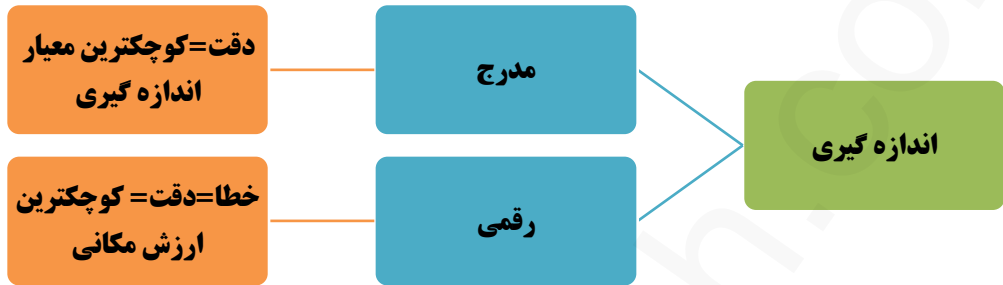 اندازه گیری
مدرج
دقت=کوچکترین معیار
اندازه گیری
رقمی
خطا=دقت= کوچکترین
ارزش مکانی